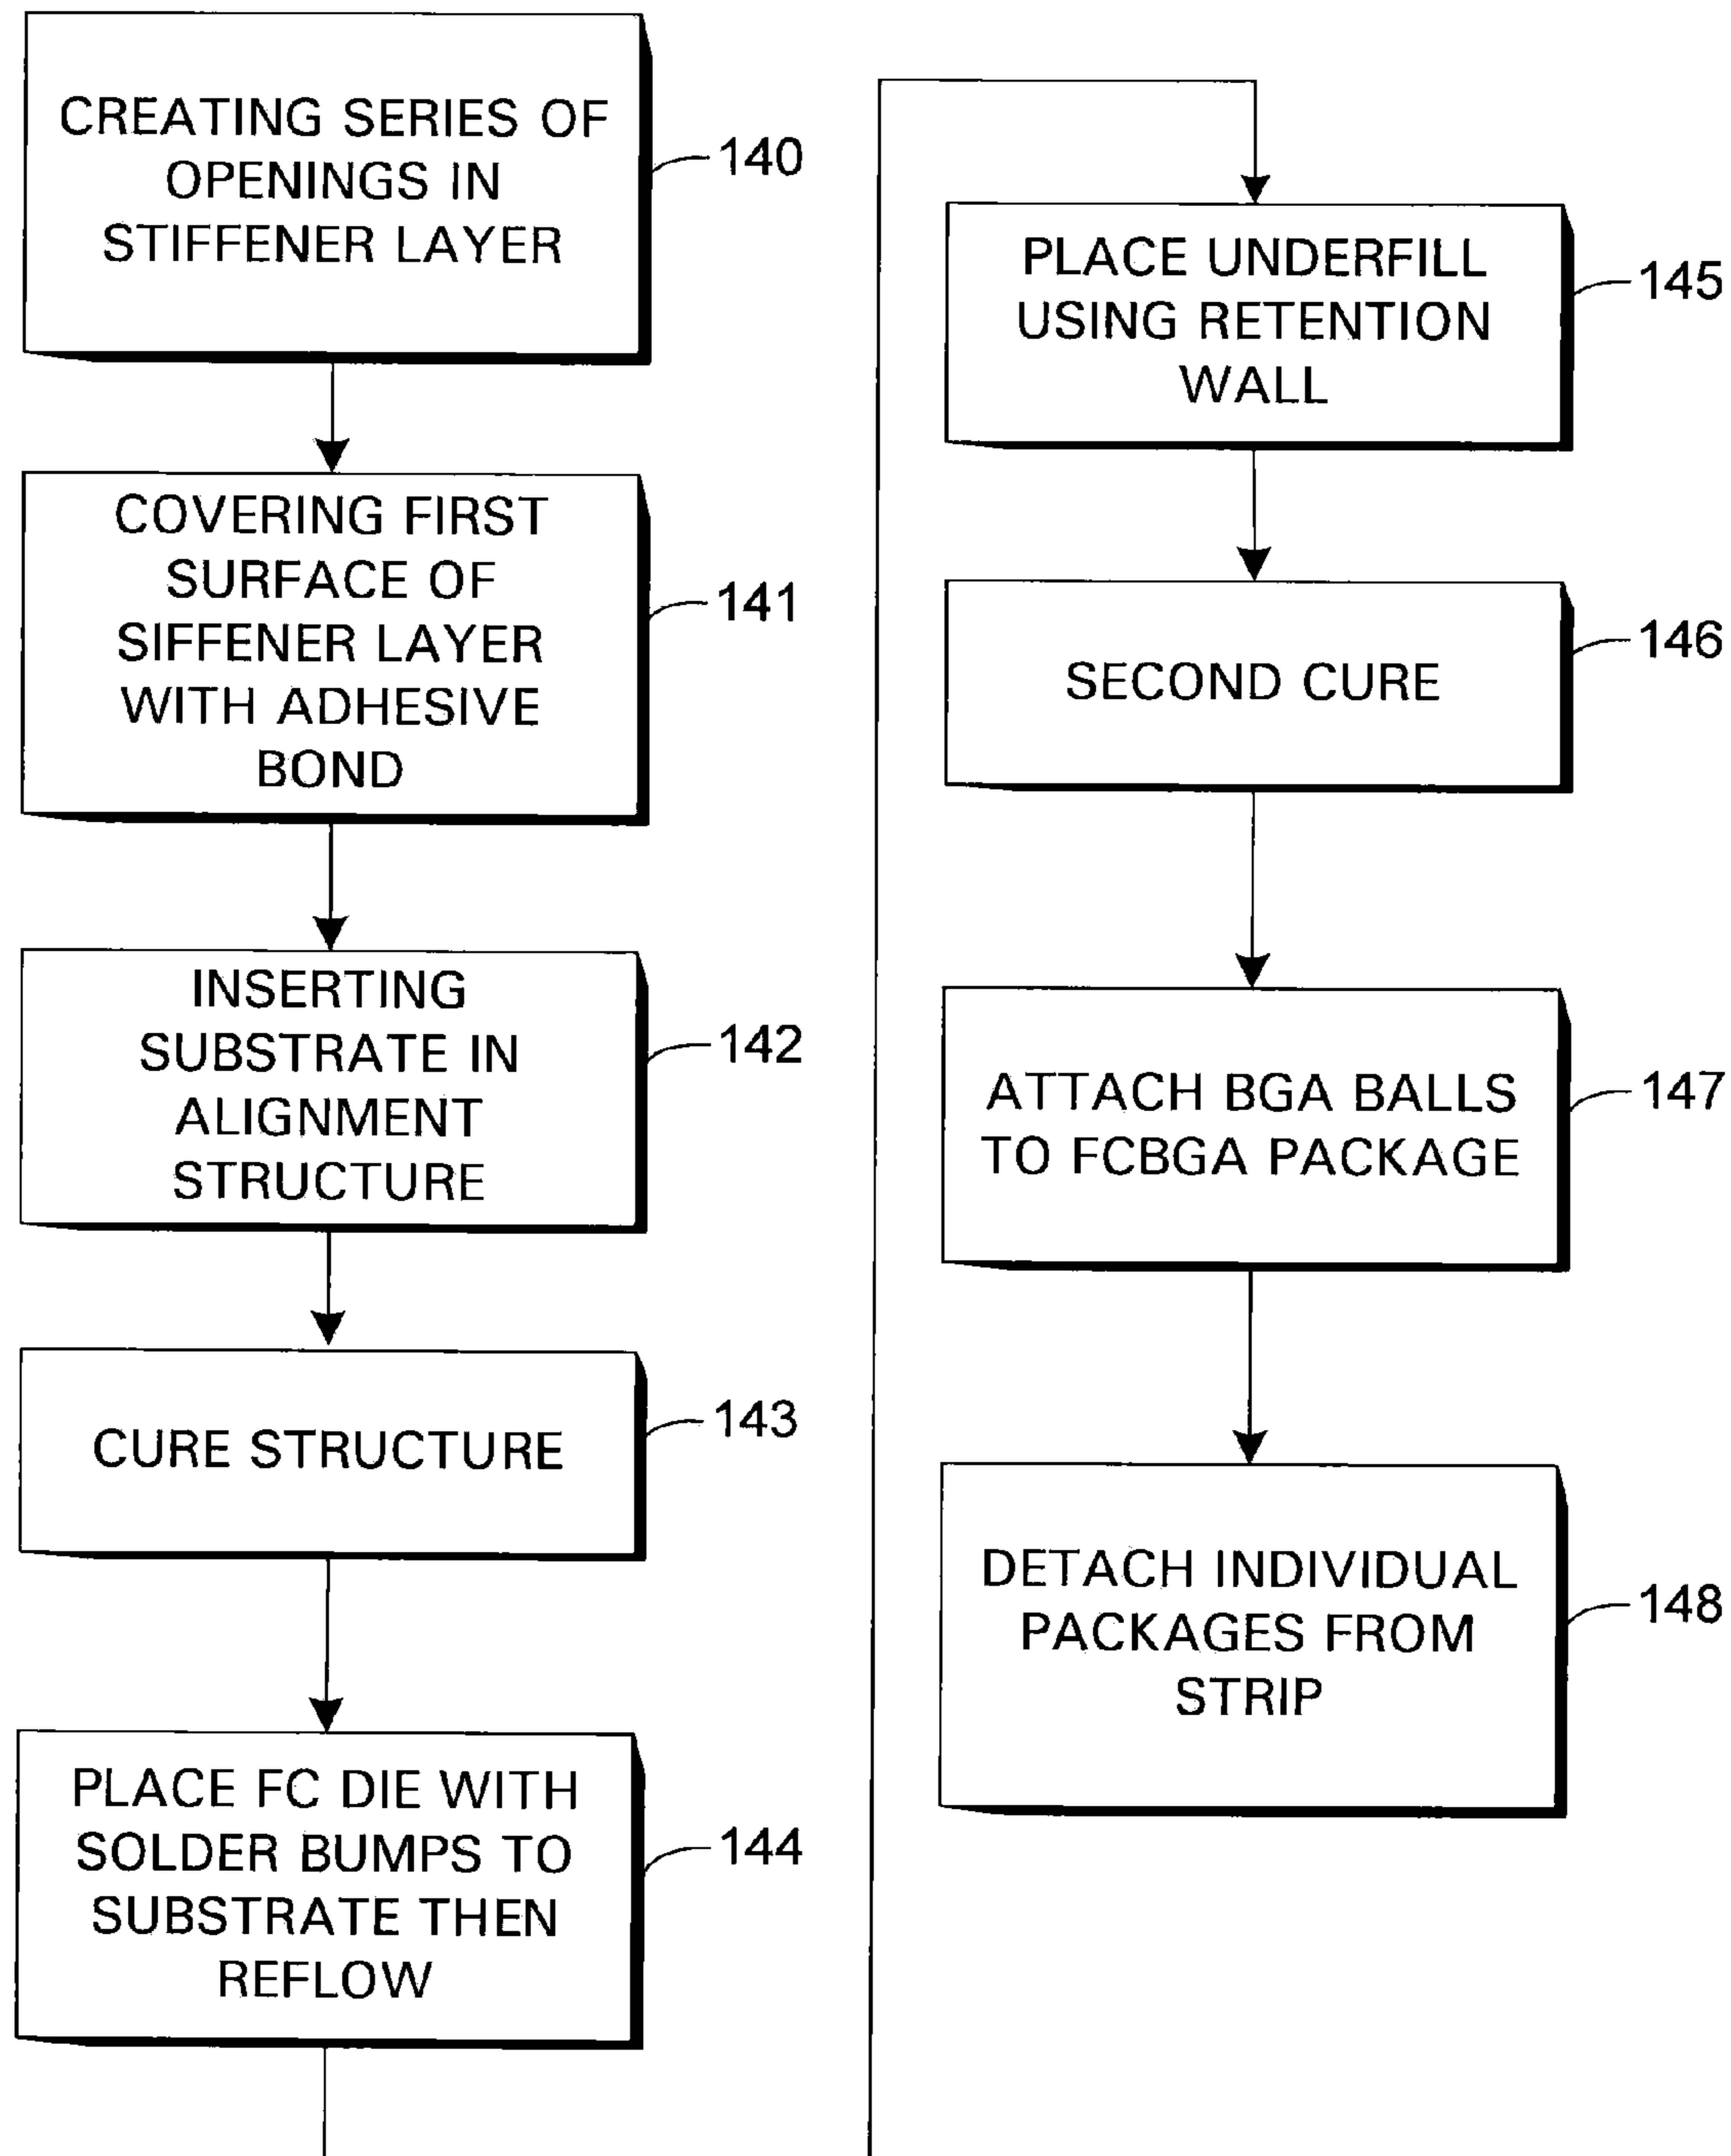 CREATING SERIES OF
OPENINGS IN
STIFFENER LAYER
140
COVERING FIRST
SURFACE OF
SIFFENER LAYER
WITH ADHESIVE
BOND
141
INSERTING
SUBSTRATE IN
ALIGNMENT
STRUCTURE
142
CURE STRUCTURE
143
PLACE FC DIE WITH
SOLDER BUMPS TO
SUBSTRATE THEN
REFLOW
144
PLACE UNDERFILL
USING RETENTION
WALL
145
SECOND CURE
146
ATTACH BGA BALLS
TO FCBGA PACKAGE
147
DETACH INDIVIDUAL
PACKAGES FROM
STRIP
148